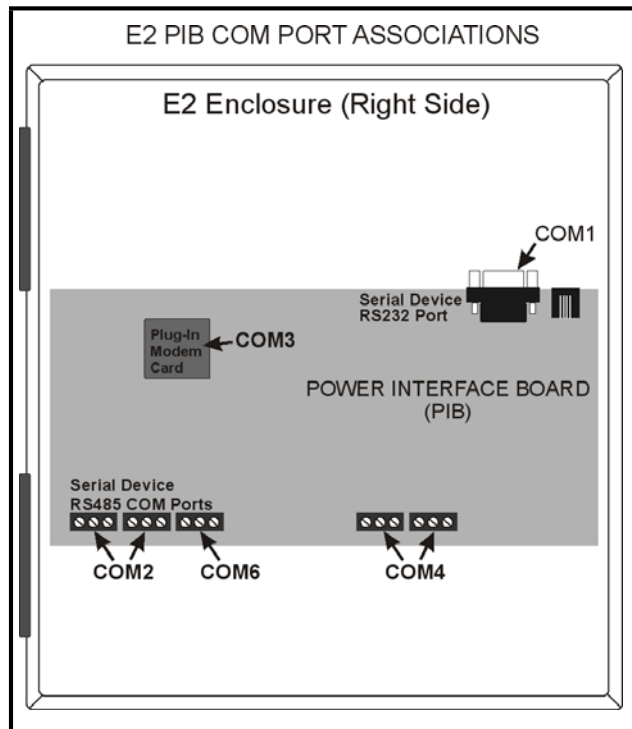 E2 PIB COM PORT ASSOCIATIONS
E2 Enclosure (Right Side)
COM1
Serial Device
RS232 Port
Plug-In
Modem
Card
COM3
POWER INTERFACE BOARD
(PIB)
Serial Device
RS485 COM Ports
COM2
COM6
COM4